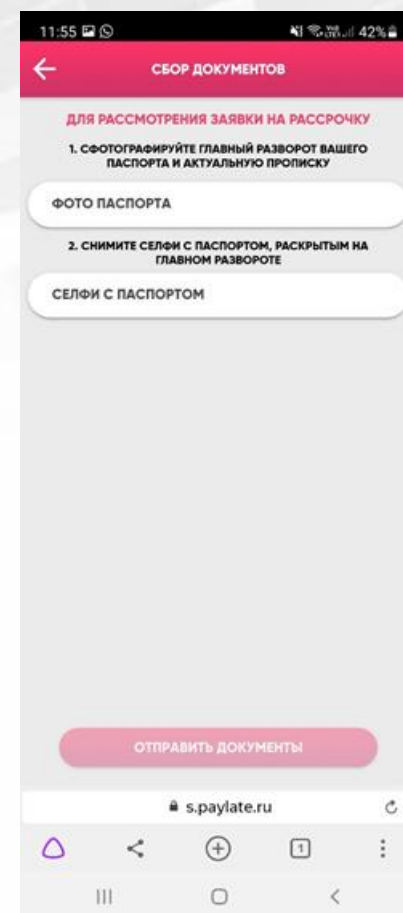 11:55 42%
СБОР ДОКУМЕНТОВ
ДЛЯ РАССМОТРЕНИЯ ЗАЯВКИ НА РАССРОЧКУ
1. СФОТОГРАФИРУЙТЕ ГЛАВНЫЙ РАЗВОРОТ ВАШЕГО
ПАСПОРТА И АКТУАЛЬНУЮ ПРОПИСКУ
ФОТО ПАСПОРТА
2. СНИМИТЕ СЕЛФИ С ПАСПОРТОМ, РАСКРЫТЫМ НА
ГЛАВНОМ РАЗВОРОТЕ
СЕЛФИ С ПАСПОРТОМ
ОТПРАВИТЬ ДОКУМЕНТЫ
s.paylate.ru
1